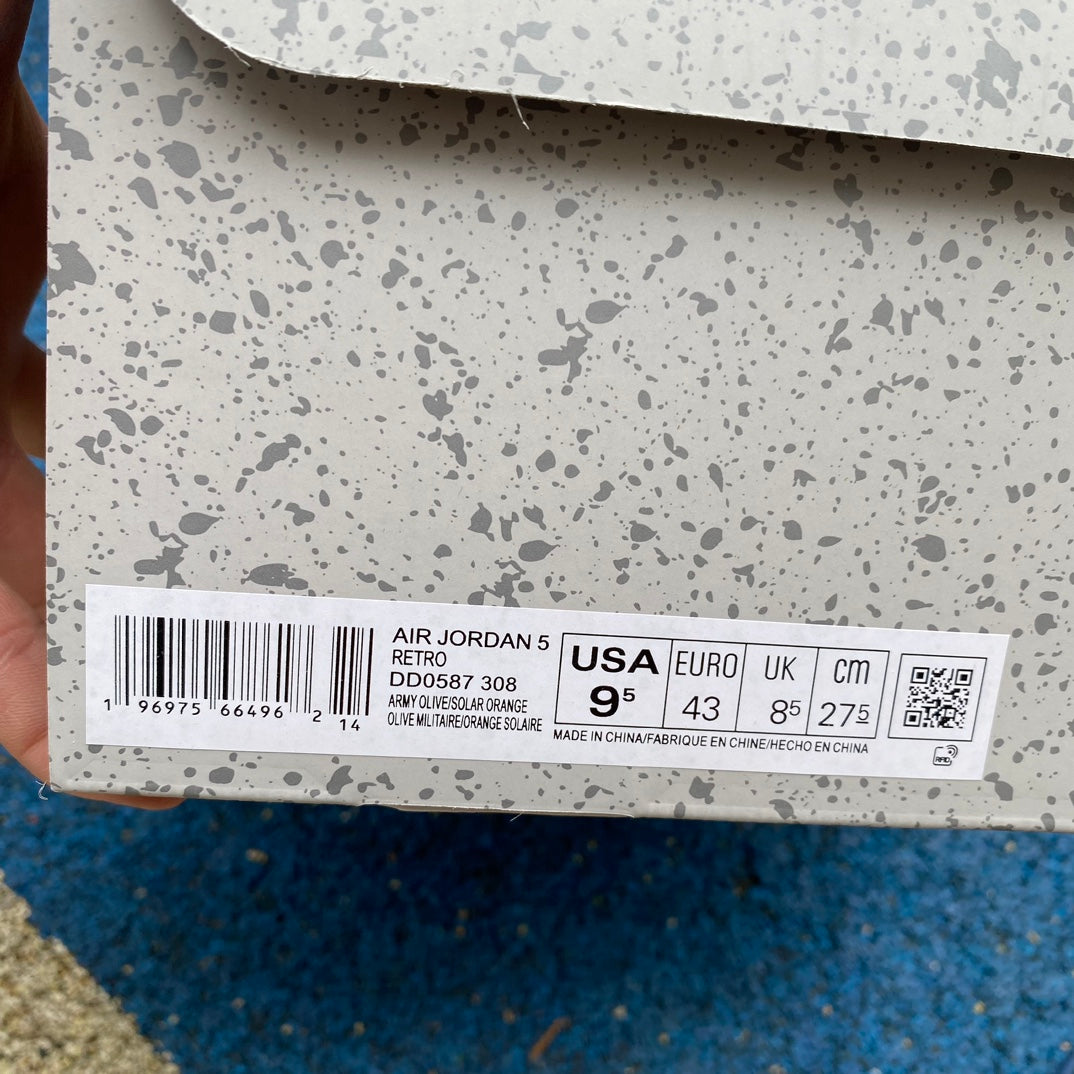 AIR JORDAN 5
RETRO
DD0587 308
ARMY OLIVE/SOLAR ORANGE
OLIVE MILITAIRE/ORANGE SOLAIRE
1 96975 66496 2 14
USA EURO UK cm
9⁵ 43 8⁵ 27⁵
MADE IN CHINA/FABRIQUE EN CHINE/HECHO EN CHINA
RFID